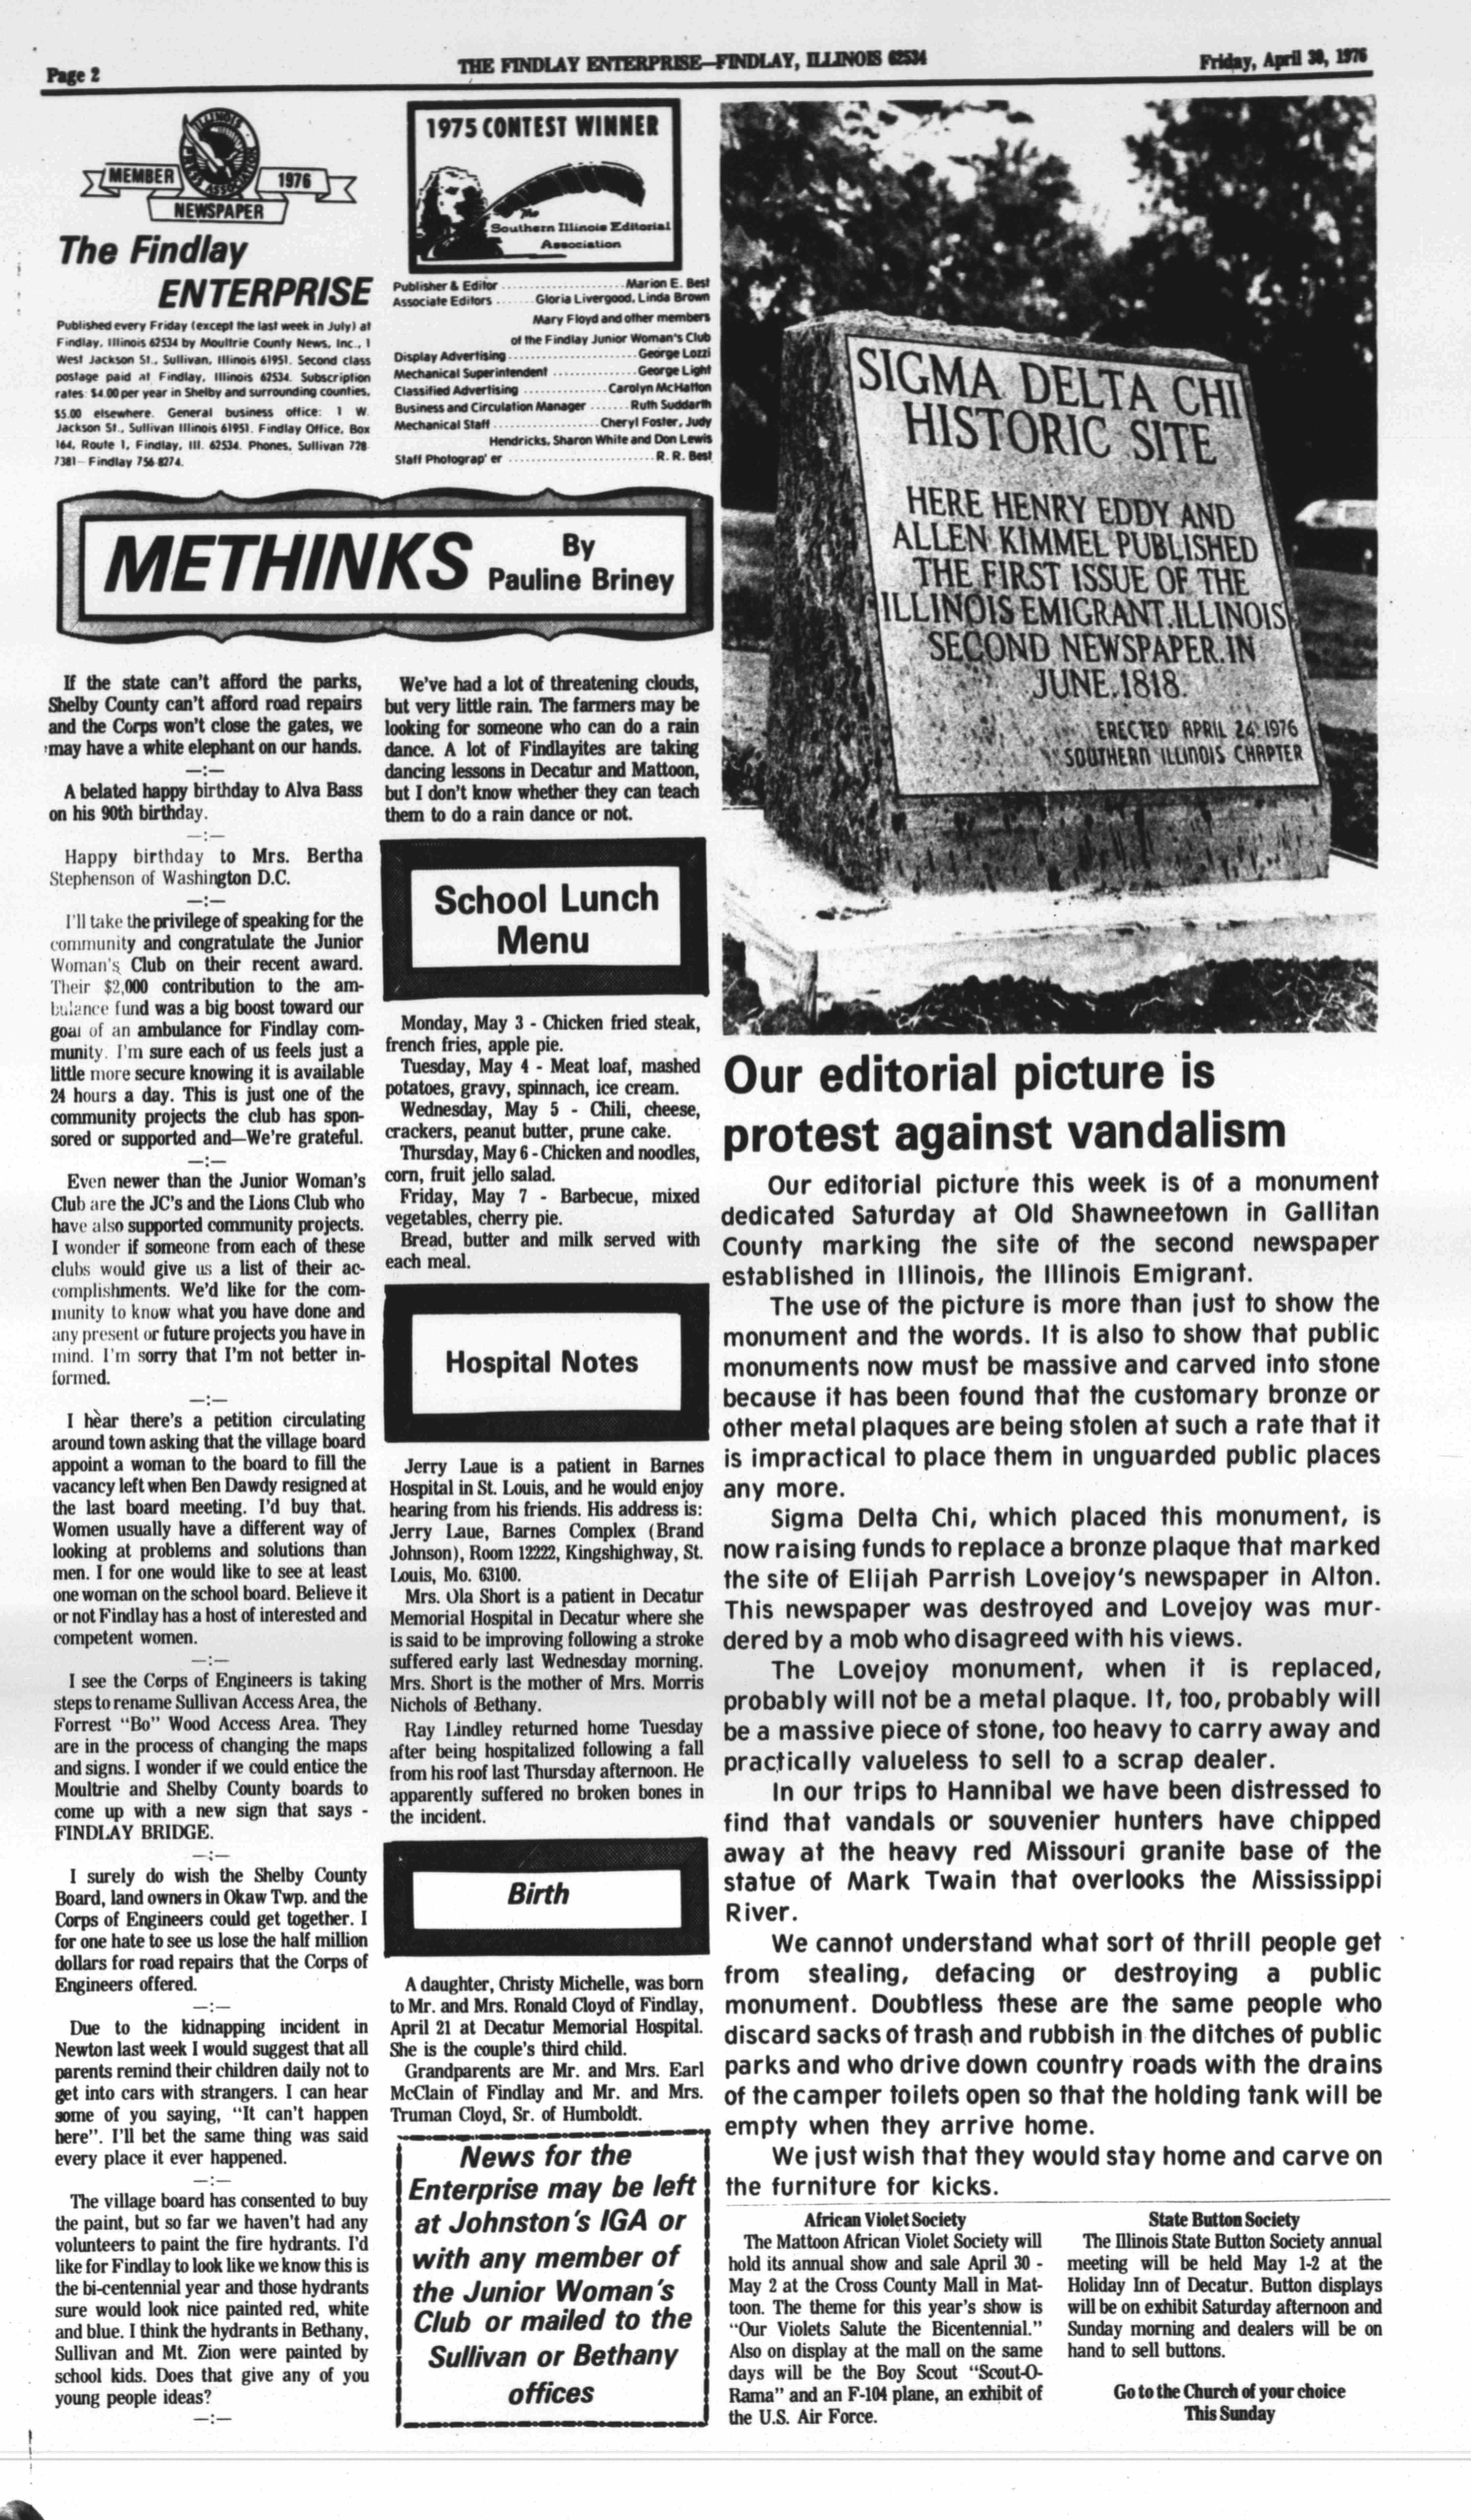 Page 2
THE FINDLAY ENTERPRISE—FINDLAY, ILLINOIS 62534
Friday, April 30, 1976
ILLINOIS
PRESS ASSOCIATION
MEMBER
1976
NEWSPAPER
The Findlay
ENTERPRISE
Published every Friday (except the last week in July) at
Findlay, Illinois 62534 by Moultrie County News, Inc., 1
West Jackson St., Sullivan, Illinois 61951. Second class
postage paid at Findlay, Illinois 62534. Subscription
rates: $4.00 per year in Shelby and surrounding counties,
$5.00 elsewhere. General business office: 1 W.
Jackson St., Sullivan Illinois 61951. Findlay Office, Box
164, Route 1, Findlay, Ill. 62534. Phones, Sullivan 728-
7381— Findlay 756-8274.
1975 CONTEST WINNER
The
Southern Illinois Editorial
Association
Publisher & Editor .................... Marion E. Best
Associate Editors ...... Gloria Livergood, Linda Brown
Mary Floyd and other members
of the Findlay Junior Woman's Club
Display Advertising ..................... George Lozzi
Mechanical Superintendent .............. George Light
Classified Advertising .............. Carolyn McHatton
Business and Circulation Manager ...... Ruth Suddarth
Mechanical Staff .................. Cheryl Foster, Judy
Hendricks, Sharon White and Don Lewis
Staff Photograp' er ........................ R. R. Best
METHINKS
By
Pauline Briney
If the state can't afford the parks,
Shelby County can't afford road repairs
and the Corps won't close the gates, we
may have a white elephant on our hands.
—:—
A belated happy birthday to Alva Bass
on his 90th birthday.
—:—
Happy birthday to Mrs. Bertha
Stephenson of Washington D.C.
—:—
I'll take the privilege of speaking for the
community and congratulate the Junior
Woman's Club on their recent award.
Their $2,000 contribution to the am-
bulance fund was a big boost toward our
goal of an ambulance for Findlay com-
munity. I'm sure each of us feels just a
little more secure knowing it is available
24 hours a day. This is just one of the
community projects the club has spon-
sored or supported and—We're grateful.
—:—
Even newer than the Junior Woman's
Club are the JC's and the Lions Club who
have also supported community projects.
I wonder if someone from each of these
clubs would give us a list of their ac-
complishments. We'd like for the com-
munity to know what you have done and
any present or future projects you have in
mind. I'm sorry that I'm not better in-
formed.
—:—
I hear there's a petition circulating
around town asking that the village board
appoint a woman to the board to fill the
vacancy left when Ben Dawdy resigned at
the last board meeting. I'd buy that.
Women usually have a different way of
looking at problems and solutions than
men. I for one would like to see at least
one woman on the school board. Believe it
or not Findlay has a host of interested and
competent women.
—:—
I see the Corps of Engineers is taking
steps to rename Sullivan Access Area, the
Forrest "Bo" Wood Access Area. They
are in the process of changing the maps
and signs. I wonder if we could entice the
Moultrie and Shelby County boards to
come up with a new sign that says -
FINDLAY BRIDGE.
—:—
I surely do wish the Shelby County
Board, land owners in Okaw Twp. and the
Corps of Engineers could get together. I
for one hate to see us lose the half million
dollars for road repairs that the Corps of
Engineers offered.
—:—
Due to the kidnapping incident in
Newton last week I would suggest that all
parents remind their children daily not to
get into cars with strangers. I can hear
some of you saying, "It can't happen
here". I'll bet the same thing was said
every place it ever happened.
—:—
The village board has consented to buy
the paint, but so far we haven't had any
volunteers to paint the fire hydrants. I'd
like for Findlay to look like we know this is
the bi-centennial year and those hydrants
sure would look nice painted red, white
and blue. I think the hydrants in Bethany,
Sullivan and Mt. Zion were painted by
school kids. Does that give any of you
young people ideas?
—:—
We've had a lot of threatening clouds,
but very little rain. The farmers may be
looking for someone who can do a rain
dance. A lot of Findlayites are taking
dancing lessons in Decatur and Mattoon,
but I don't know whether they can teach
them to do a rain dance or not.
School Lunch
Menu
Monday, May 3 - Chicken fried steak,
french fries, apple pie.
Tuesday, May 4 - Meat loaf, mashed
potatoes, gravy, spinnach, ice cream.
Wednesday, May 5 - Chili, cheese,
crackers, peanut butter, prune cake.
Thursday, May 6 - Chicken and noodles,
corn, fruit jello salad.
Friday, May 7 - Barbecue, mixed
vegetables, cherry pie.
Bread, butter and milk served with
each meal.
Hospital Notes
Jerry Laue is a patient in Barnes
Hospital in St. Louis, and he would enjoy
hearing from his friends. His address is:
Jerry Laue, Barnes Complex (Brand
Johnson), Room 12222, Kingshighway, St.
Louis, Mo. 63100.
Mrs. Ola Short is a patient in Decatur
Memorial Hospital in Decatur where she
is said to be improving following a stroke
suffered early last Wednesday morning.
Mrs. Short is the mother of Mrs. Morris
Nichols of Bethany.
Ray Lindley returned home Tuesday
after being hospitalized following a fall
from his roof last Thursday afternoon. He
apparently suffered no broken bones in
the incident.
Birth
A daughter, Christy Michelle, was born
to Mr. and Mrs. Ronald Cloyd of Findlay,
April 21 at Decatur Memorial Hospital.
She is the couple's third child.
Grandparents are Mr. and Mrs. Earl
McClain of Findlay and Mr. and Mrs.
Truman Cloyd, Sr. of Humboldt.
News for the
Enterprise may be left
at Johnston's IGA or
with any member of
the Junior Woman's
Club or mailed to the
Sullivan or Bethany
offices
SIGMA DELTA CHI
HISTORIC SITE
HERE HENRY EDDY AND
ALLEN KIMMEL PUBLISHED
THE FIRST ISSUE OF THE
ILLINOIS EMIGRANT. ILLINOIS
SECOND NEWSPAPER. IN
JUNE. 1818.
ERECTED APRIL 24. 1976
SOUTHERN ILLINOIS CHAPTER
Our editorial picture is
protest against vandalism
Our editorial picture this week is of a monument
dedicated Saturday at Old Shawneetown in Gallitan
County marking the site of the second newspaper
established in Illinois, the Illinois Emigrant.
The use of the picture is more than just to show the
monument and the words. It is also to show that public
monuments now must be massive and carved into stone
because it has been found that the customary bronze or
other metal plaques are being stolen at such a rate that it
is impractical to place them in unguarded public places
any more.
Sigma Delta Chi, which placed this monument, is
now raising funds to replace a bronze plaque that marked
the site of Elijah Parrish Lovejoy's newspaper in Alton.
This newspaper was destroyed and Lovejoy was mur-
dered by a mob who disagreed with his views.
The Lovejoy monument, when it is replaced,
probably will not be a metal plaque. It, too, probably will
be a massive piece of stone, too heavy to carry away and
practically valueless to sell to a scrap dealer.
In our trips to Hannibal we have been distressed to
find that vandals or souvenier hunters have chipped
away at the heavy red Missouri granite base of the
statue of Mark Twain that overlooks the Mississippi
River.
We cannot understand what sort of thrill people get
from stealing, defacing or destroying a public
monument. Doubtless these are the same people who
discard sacks of trash and rubbish in the ditches of public
parks and who drive down country roads with the drains
of the camper toilets open so that the holding tank will be
empty when they arrive home.
We just wish that they would stay home and carve on
the furniture for kicks.
African Violet Society
The Mattoon African Violet Society will
hold its annual show and sale April 30 -
May 2 at the Cross County Mall in Mat-
toon. The theme for this year's show is
"Our Violets Salute the Bicentennial."
Also on display at the mall on the same
days will be the Boy Scout "Scout-O-
Rama" and an F-104 plane, an exhibit of
the U.S. Air Force.
State Button Society
The Illinois State Button Society annual
meeting will be held May 1-2 at the
Holiday Inn of Decatur. Button displays
will be on exhibit Saturday afternoon and
Sunday morning and dealers will be on
hand to sell buttons.
Go to the Church of your choice
This Sunday